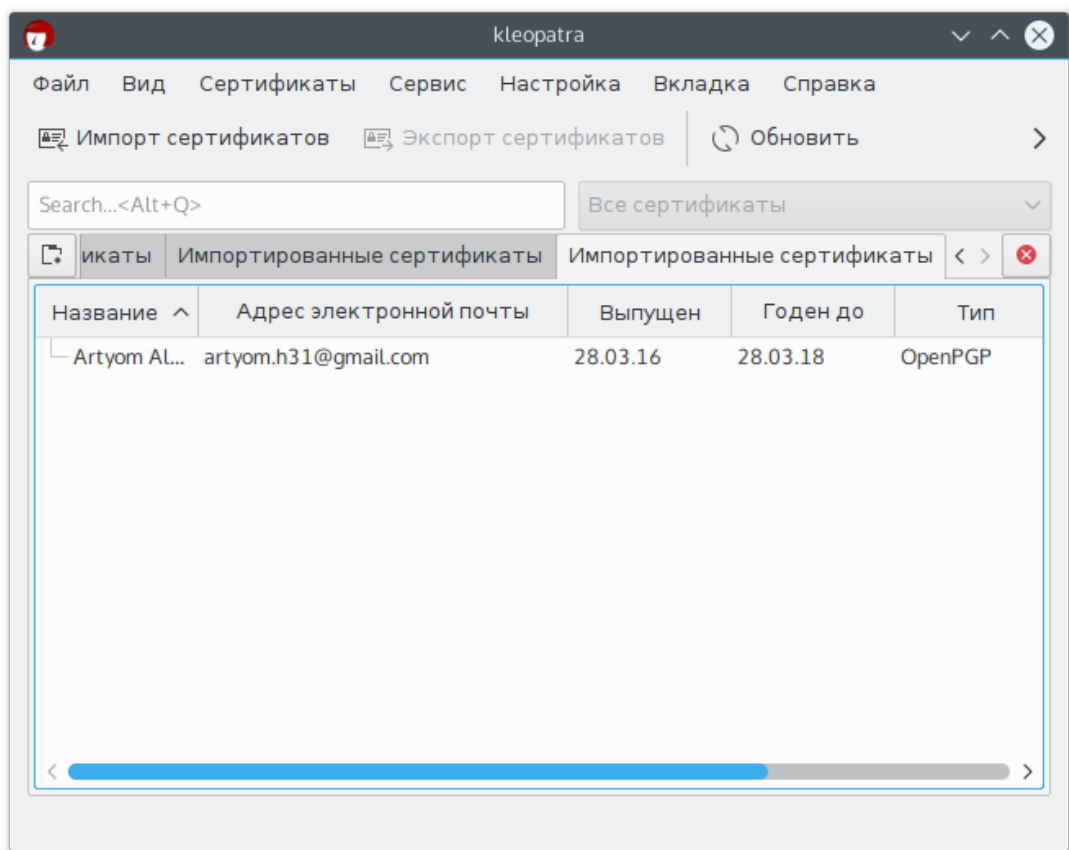 kleopatra
Файл Вид Сертификаты Сервис Настройка Вкладка Справка
Импорт сертификатов Экспорт сертификатов Обновить
Search...<Alt+Q> Все сертификаты
икаты Импортированные сертификаты Импортированные сертификаты
Название Адрес электронной почты Выпущен Годен до Тип
Artyom Al... artyom.h31@gmail.com 28.03.16 28.03.18 OpenPGP